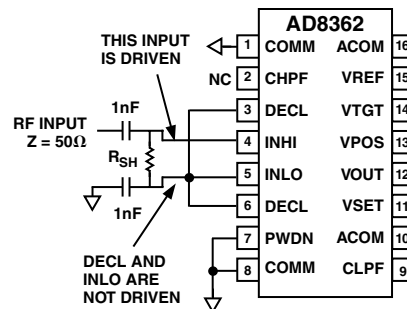 AD8362
THIS INPUT
IS DRIVEN
NC
1nF
RF INPUT
Z = 50Ω
RSH
1nF
DECL AND
INLO ARE
NOT DRIVEN
1 COMM ACOM 16
2 CHPF VREF 15
3 DECL VTGT 14
4 INHI VPOS 13
5 INLO VOUT 12
6 DECL VSET 11
7 PWDN ACOM 10
8 COMM CLPF 9